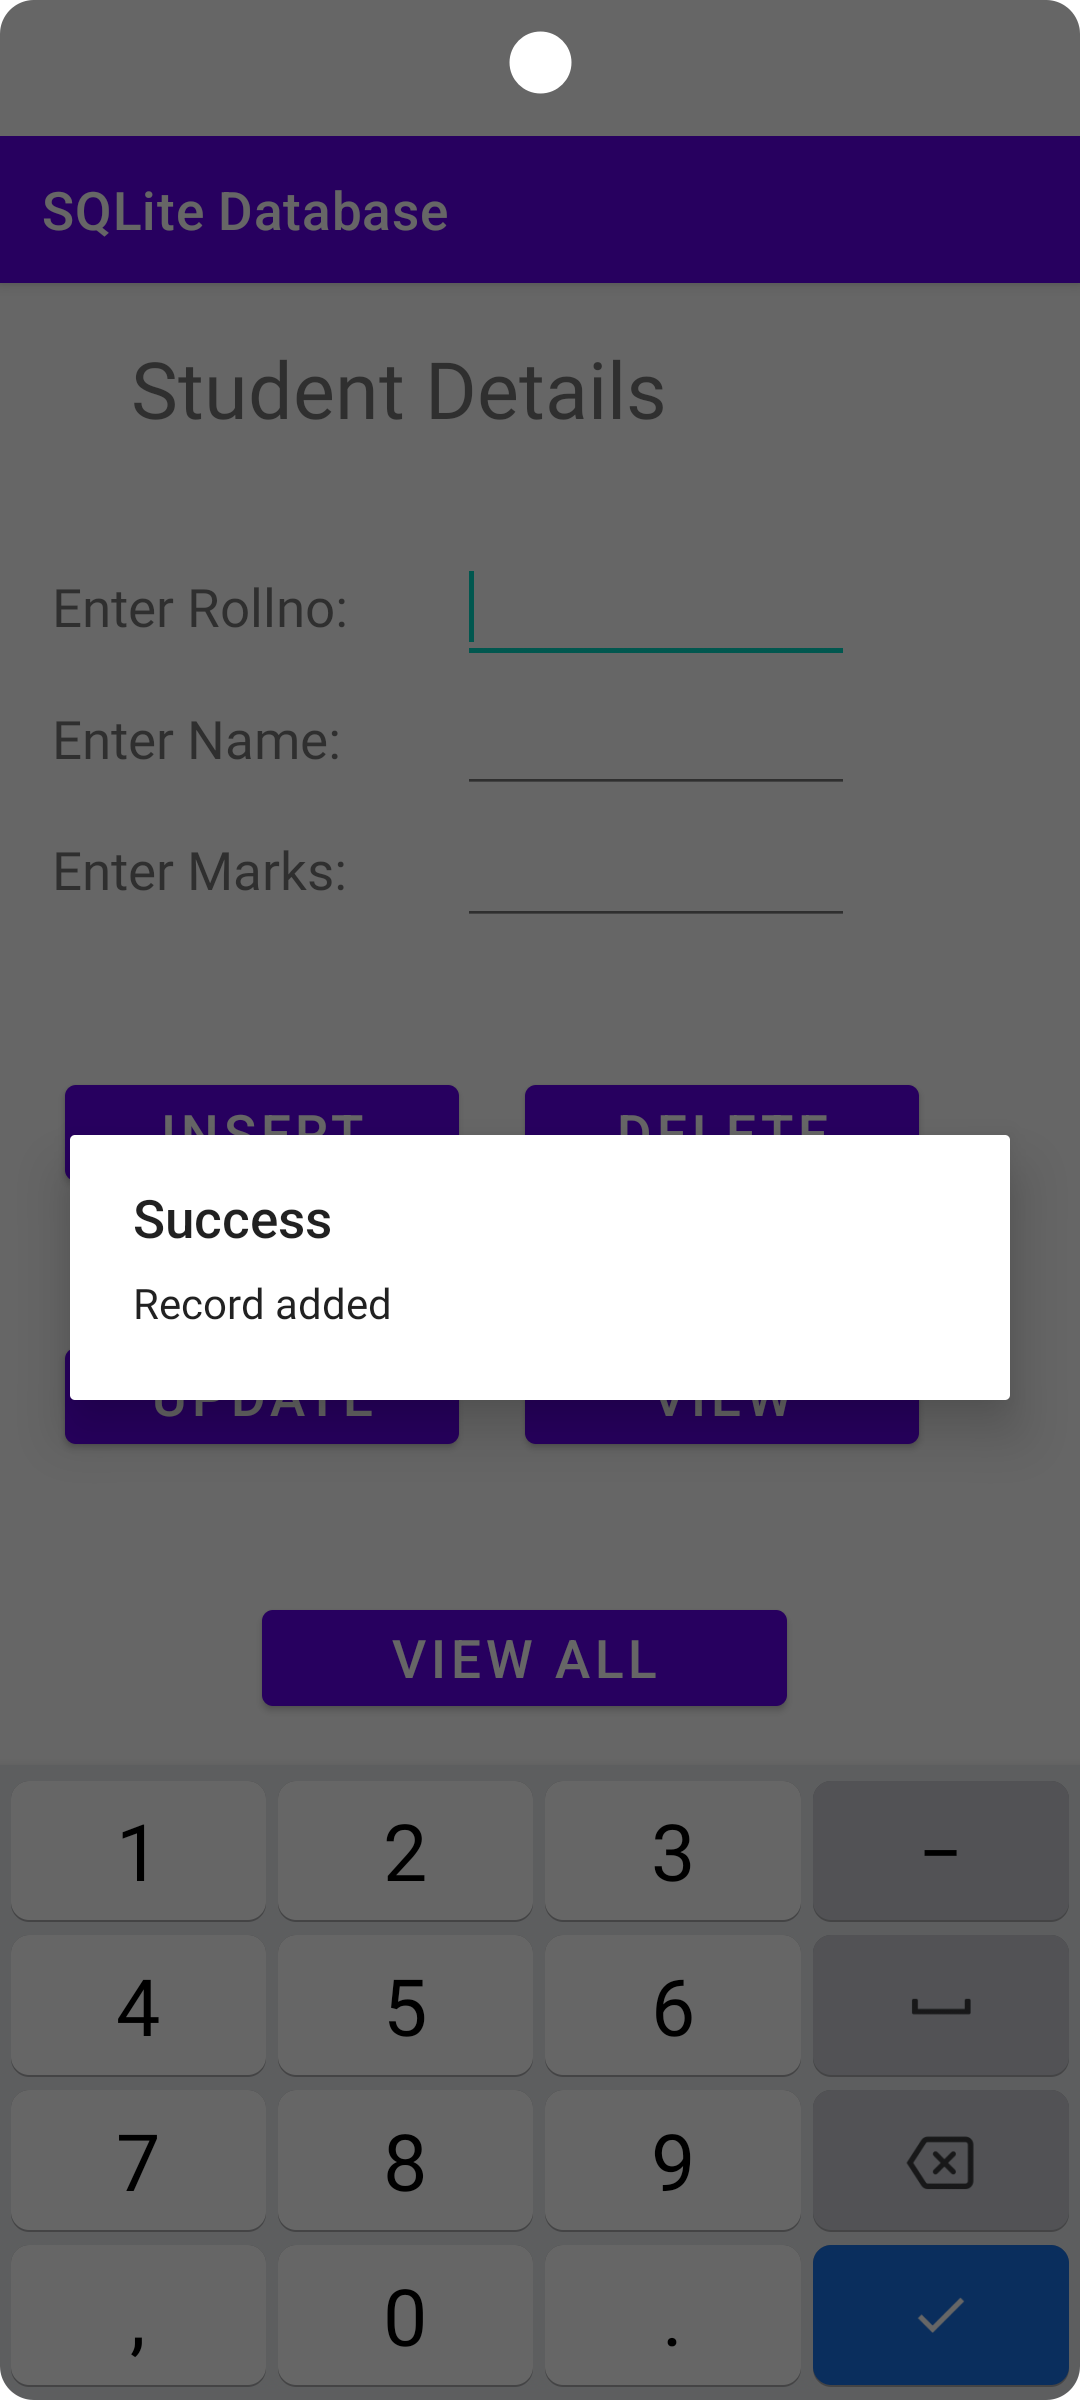 SQLite Database
Student Details
Enter Rollno:
Enter Name:
Enter Marks:
INSERT DELETE
Success
Record added
UPDATE VIEW
VIEW ALL
1 2 3 –
4 5 6
7 8 9
, 0 .